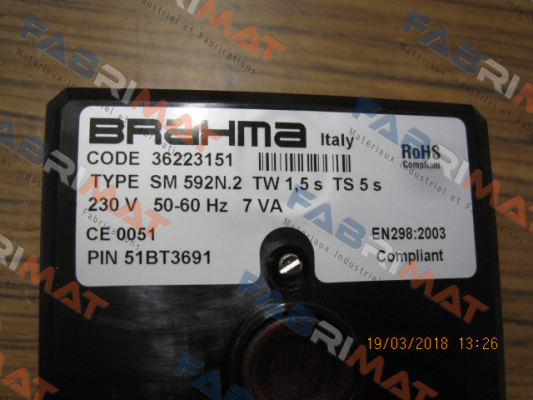 BRAHMA Italy
RoHS
Compliant
CODE 36223151
TYPE SM 592N.2 TW 1,5 s TS 5 s
230 V 50-60 Hz 7 VA
CE 0051
EN298:2003
PIN 51BT3691
Compliant
19/03/2018 13:26
FABRIMAT
Materiaux Industriel et Fabrications